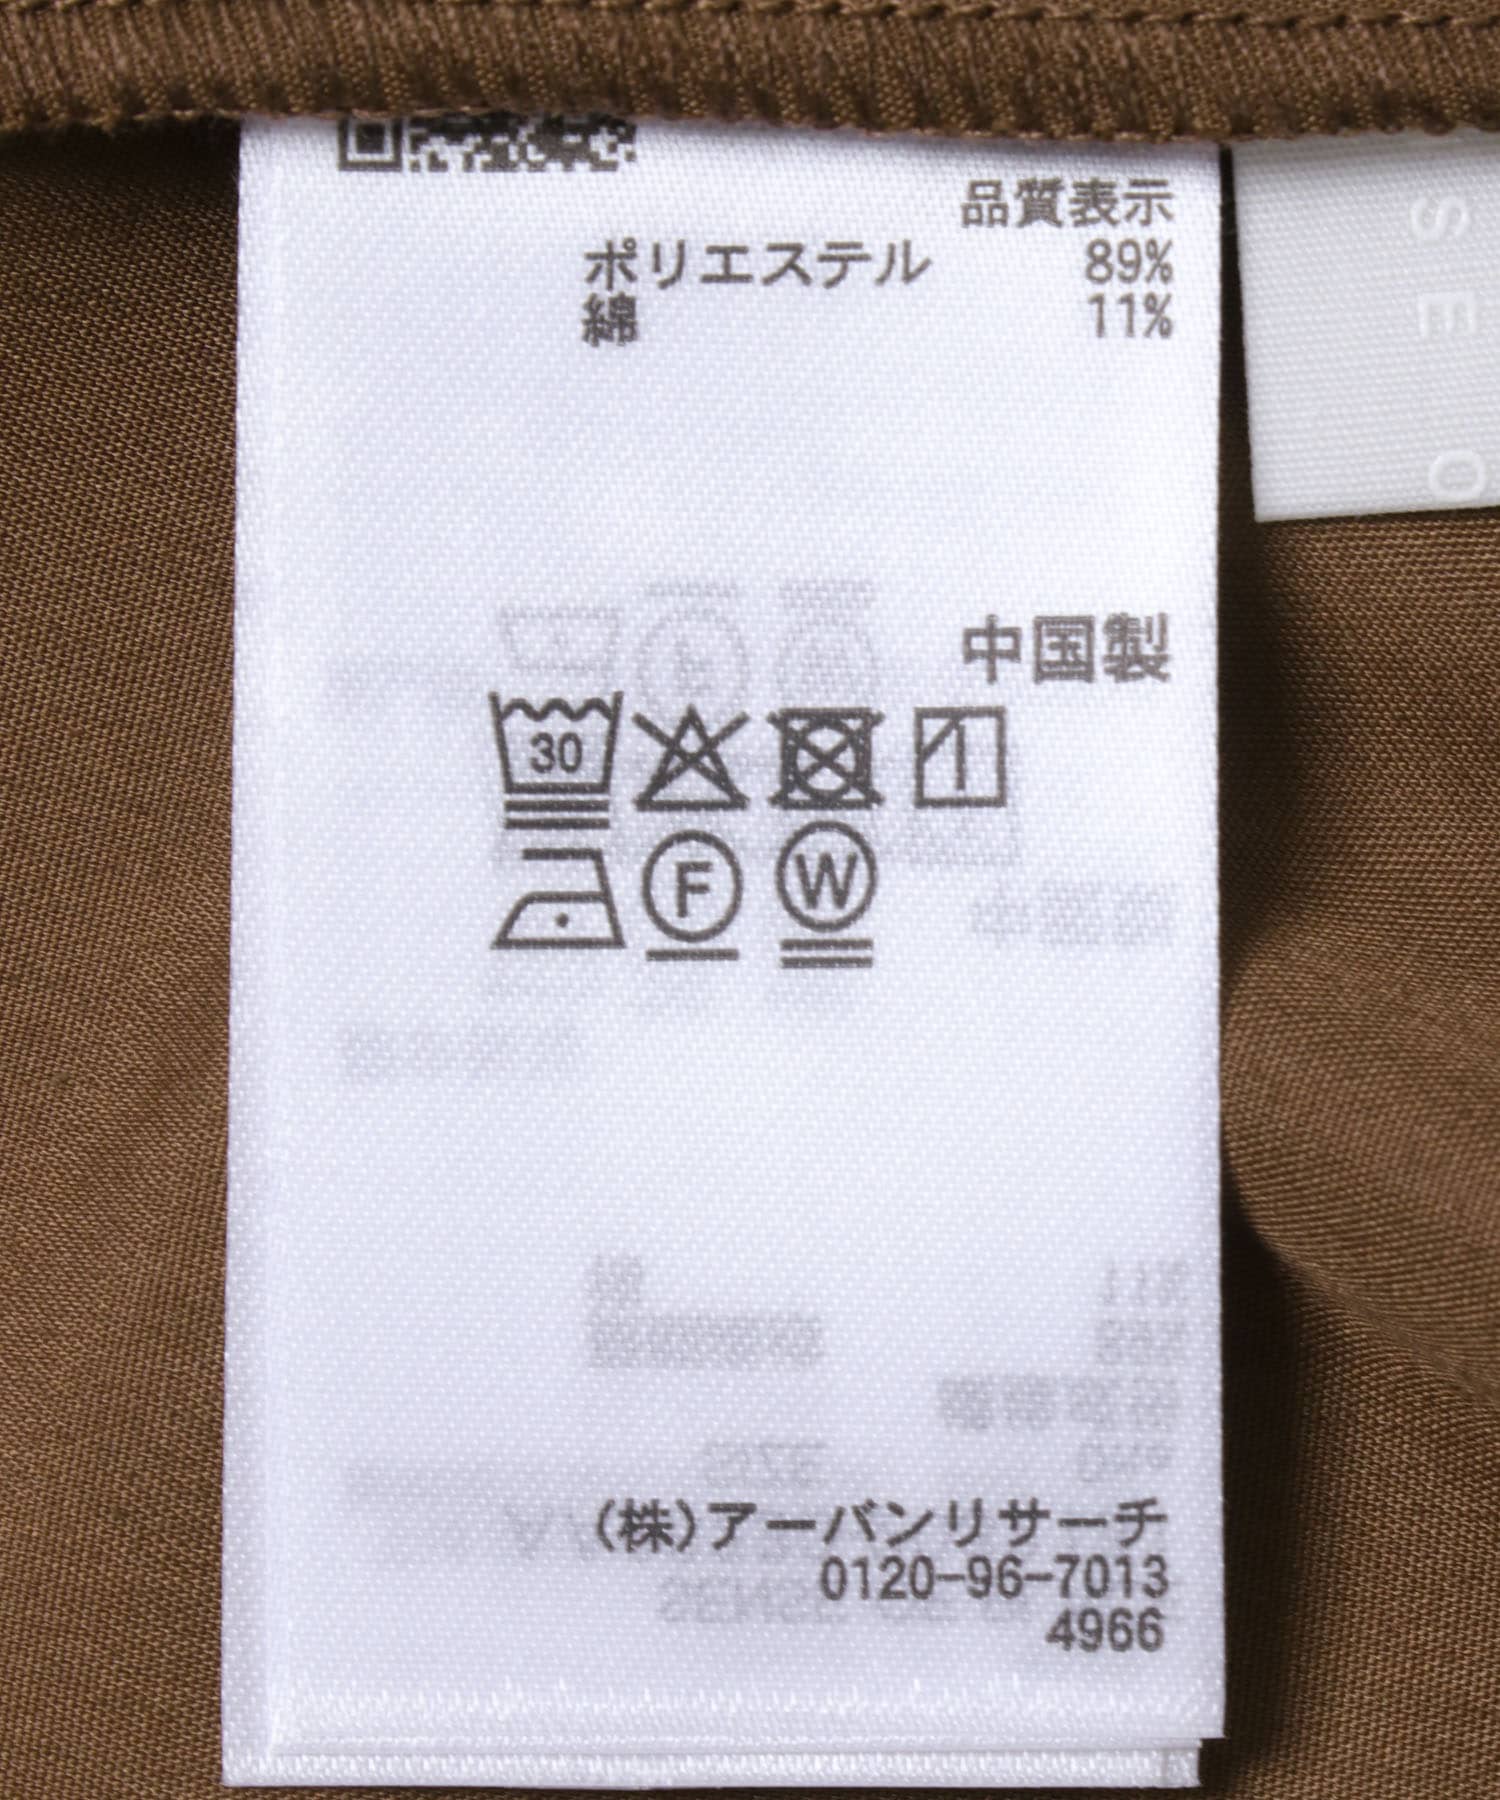 品質表示
ポリエステル 89%
綿 11%
中国製
30
F W
(株)アーバンリサーチ
0120-96-7013
4966
S E O